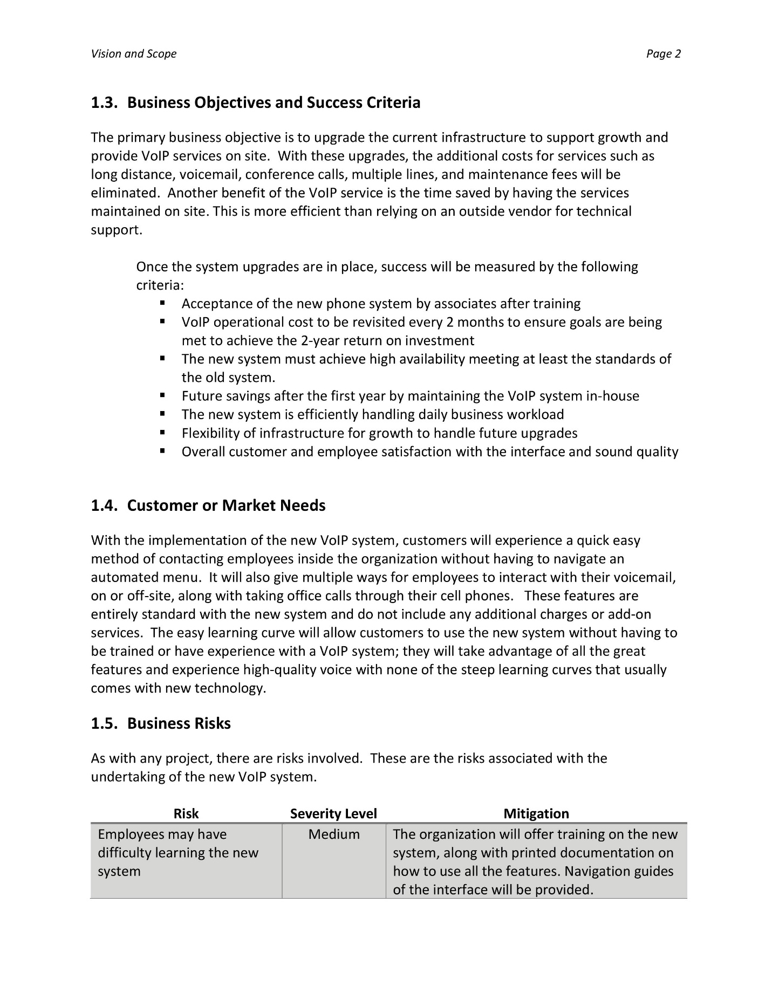 Vision and Scope Page 2
1.3. Business Objectives and Success Criteria
The primary business objective is to upgrade the current infrastructure to support growth and
provide VoIP services on site.  With these upgrades, the additional costs for services such as
long distance, voicemail, conference calls, multiple lines, and maintenance fees will be
eliminated.  Another benefit of the VoIP service is the time saved by having the services
maintained on site. This is more efficient than relying on an outside vendor for technical
support.
Once the system upgrades are in place, success will be measured by the following
criteria:
▪ Acceptance of the new phone system by associates after training
▪ VoIP operational cost to be revisited every 2 months to ensure goals are being
met to achieve the 2-year return on investment
▪ The new system must achieve high availability meeting at least the standards of
the old system.
▪ Future savings after the first year by maintaining the VoIP system in-house
▪ The new system is efficiently handling daily business workload
▪ Flexibility of infrastructure for growth to handle future upgrades
▪ Overall customer and employee satisfaction with the interface and sound quality
1.4. Customer or Market Needs
With the implementation of the new VoIP system, customers will experience a quick easy
method of contacting employees inside the organization without having to navigate an
automated menu.  It will also give multiple ways for employees to interact with their voicemail,
on or off-site, along with taking office calls through their cell phones.   These features are
entirely standard with the new system and do not include any additional charges or add-on
services.  The easy learning curve will allow customers to use the new system without having to
be trained or have experience with a VoIP system; they will take advantage of all the great
features and experience high-quality voice with none of the steep learning curves that usually
comes with new technology.
1.5. Business Risks
As with any project, there are risks involved.  These are the risks associated with the
undertaking of the new VoIP system.
Risk Severity Level Mitigation
Employees may have Medium The organization will offer training on the new
difficulty learning the new system, along with printed documentation on
system how to use all the features. Navigation guides
of the interface will be provided.